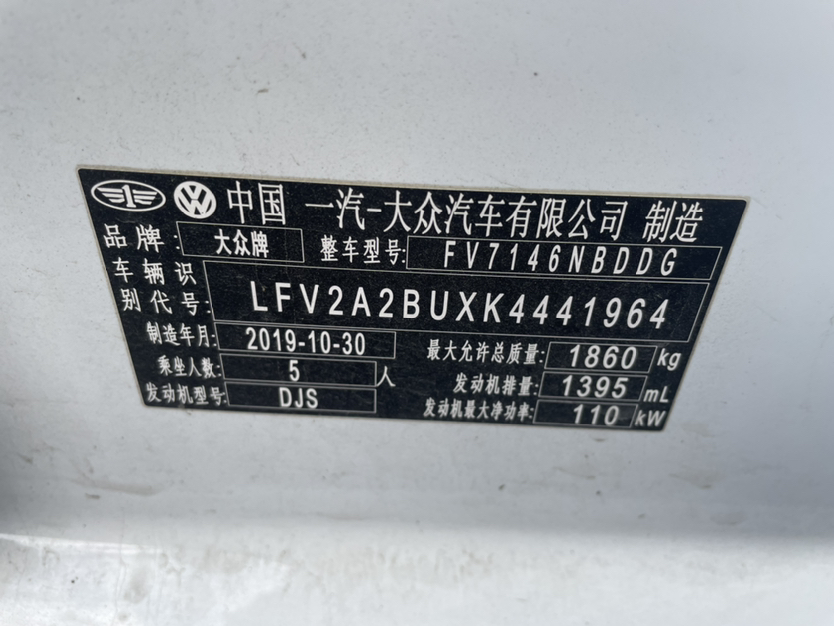 中国 一汽-大众汽车有限公司 制造
品牌: 大众牌 整车型号: FV7146NBDDG
车辆识别代号: LFV2A2BUXK4441964
制造年月: 2019-10-30 最大允许总质量: 1860 kg
乘坐人数: 5 人 发动机排量: 1395 mL
发动机型号: DJS 发动机最大净功率: 110 kW